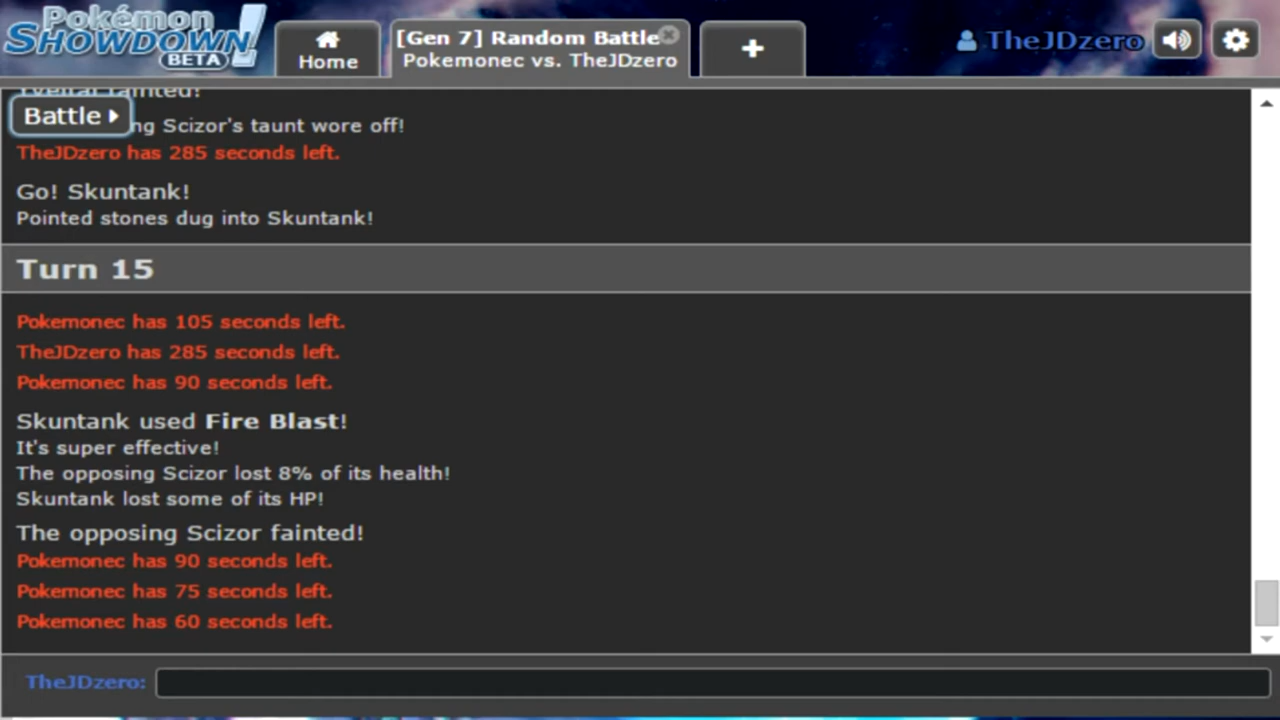 Pokémon
SHOWDOWN!
BETA
Home
[Gen 7] Random Battle
Pokemonec vs. TheJDzero
+
TheJDzero
Battle
fainted!
ng Scizor's taunt wore off!
TheJDzero has 285 seconds left.
Go! Skuntank!
Pointed stones dug into Skuntank!
Turn 15
Pokemonec has 105 seconds left.
TheJDzero has 285 seconds left.
Pokemonec has 90 seconds left.
Skuntank used Fire Blast!
It's super effective!
The opposing Scizor lost 8% of its health!
Skuntank lost some of its HP!
The opposing Scizor fainted!
Pokemonec has 90 seconds left.
Pokemonec has 75 seconds left.
Pokemonec has 60 seconds left.
TheJDzero: